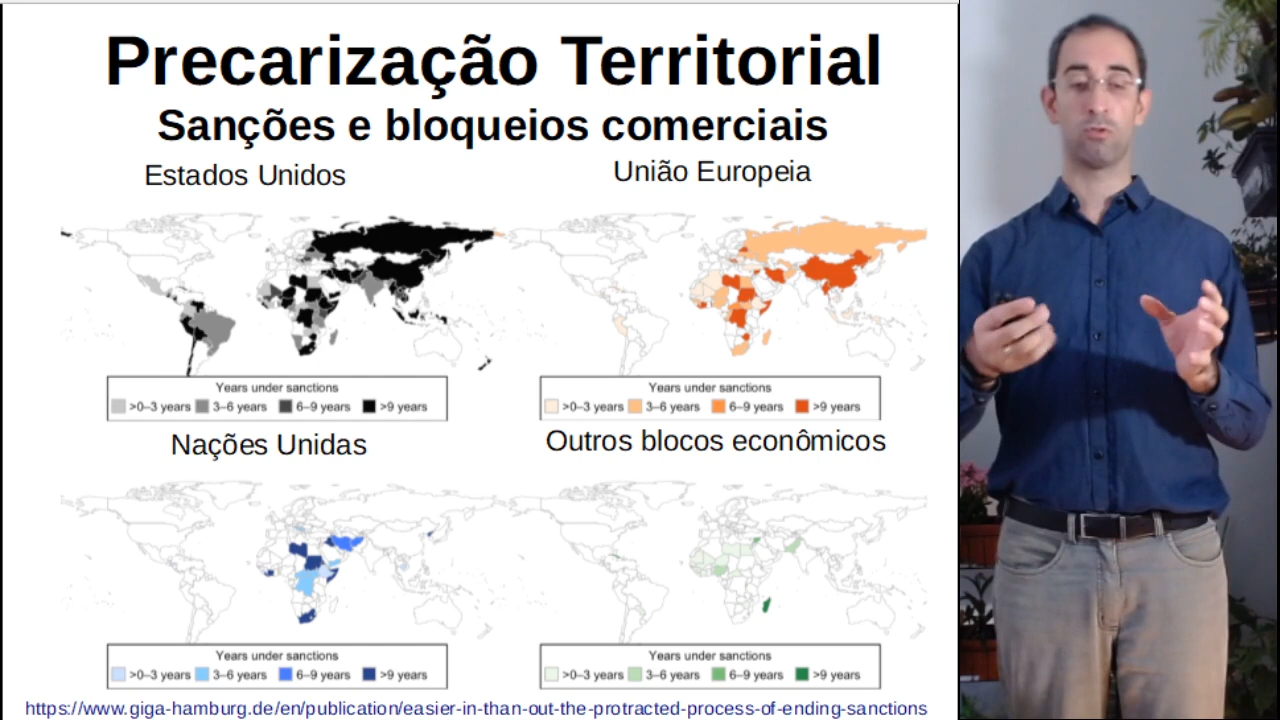 Precarização Territorial
Sanções e bloqueios comerciais
Estados Unidos
União Europeia
Years under sanctions
>0–3 years 3–6 years 6–9 years >9 years
Years under sanctions
>0–3 years 3–6 years 6–9 years >9 years
Nações Unidas
Outros blocos econômicos
Years under sanctions
>0–3 years 3–6 years 6–9 years >9 years
Years under sanctions
>0–3 years 3–6 years 6–9 years >9 years
https://www.giga-hamburg.de/en/publication/easier-in-than-out-the-protracted-process-of-ending-sanctions